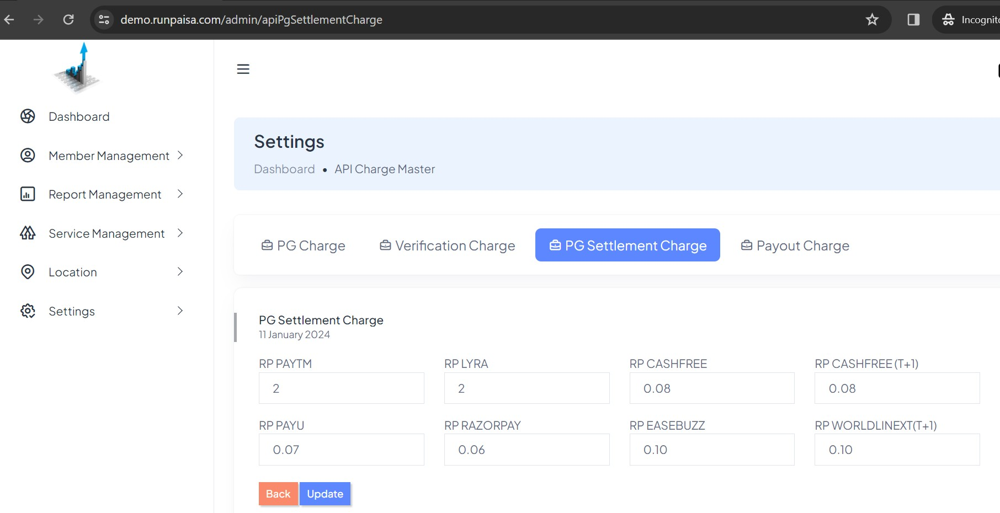 demo.runpaisa.com/admin/apiPgSettlementCharge
Dashboard
Member Management
Report Management
Service Management
Location
Settings
Settings
Dashboard • API Charge Master
PG Charge Verification Charge PG Settlement Charge Payout Charge
PG Settlement Charge
11 January 2024
RP PAYTM RP LYRA RP CASHFREE RP CASHFREE (T+1)
2 2 0.08 0.08
RP PAYU RP RAZORPAY RP EASEBUZZ RP WORLDLINEXT(T+1)
0.07 0.06 0.10 0.10
Back Update